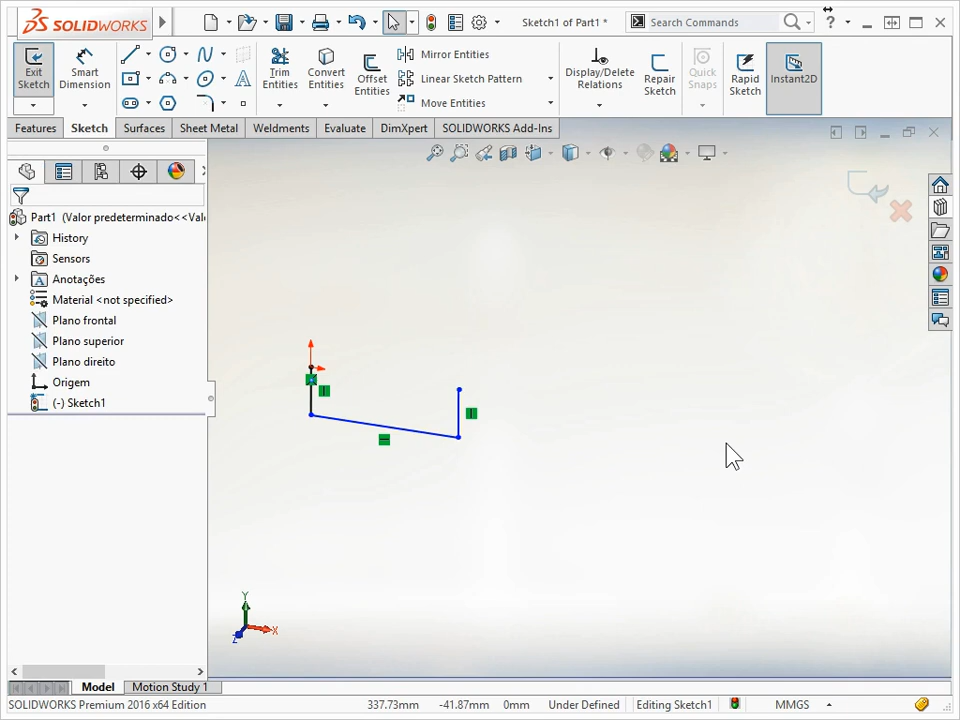 SOLIDWORKS
Sketch1 of Part1 *
Search Commands
?
Exit Sketch
Smart Dimension
Trim Entities
Convert Entities
Offset Entities
Mirror Entities
Linear Sketch Pattern
Move Entities
Display/Delete Relations
Repair Sketch
Quick Snaps
Rapid Sketch
Instant2D
Features
Sketch
Surfaces
Sheet Metal
Weldments
Evaluate
DimXpert
SOLIDWORKS Add-Ins
Part1 (Valor predeterminado<<Val
History
Sensors
Anotações
Material <not specified>
Plano frontal
Plano superior
Plano direito
Origem
(-) Sketch1
Y
X
Z
Model
Motion Study 1
SOLIDWORKS Premium 2016 x64 Edition
337.73mm
-41.87mm
0mm
Under Defined
Editing Sketch1
MMGS